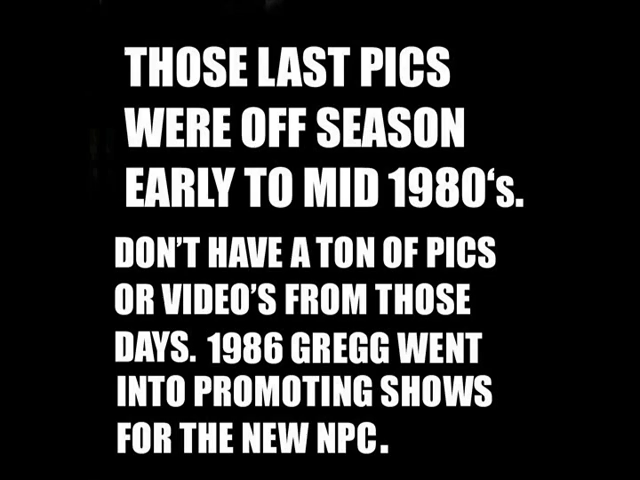 THOSE LAST PICS
WERE OFF SEASON
EARLY TO MID 1980‘s.
DON’T HAVE A TON OF PICS
OR VIDEO’S FROM THOSE
DAYS. 1986 GREGG WENT
INTO PROMOTING SHOWS
FOR THE NEW NPC.